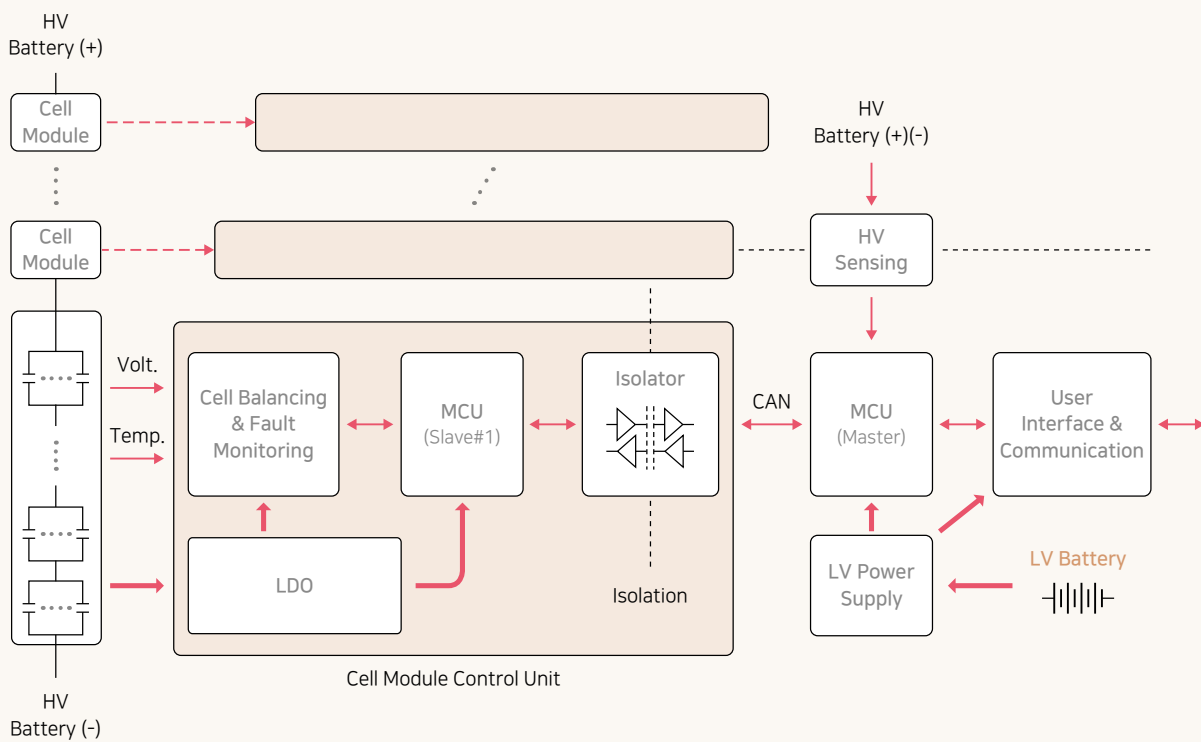 HV
Battery (+)
Cell
Module
HV
Battery (+)(-)
Cell
Module
HV
Sensing
Volt.
Temp.
Cell Balancing
& Fault
Monitoring
MCU
(Slave#1)
Isolator
CAN
MCU
(Master)
User
Interface &
Communication
LDO
Isolation
LV Power
Supply
LV Battery
Cell Module Control Unit
HV
Battery (-)